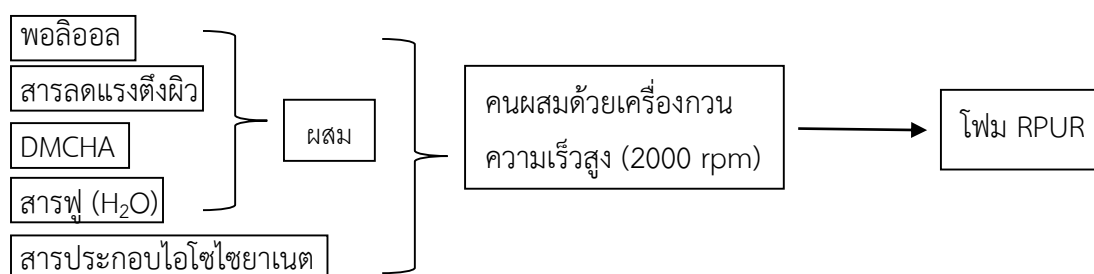 พอลิออล
สารลดแรงตึงผิว
DMCHA
สารฟู (H₂O)
สารประกอบไอโซไซยาเนต
ผสม
คนผสมด้วยเครื่องกวน
ความเร็วสูง (2000 rpm)
โฟม RPUR